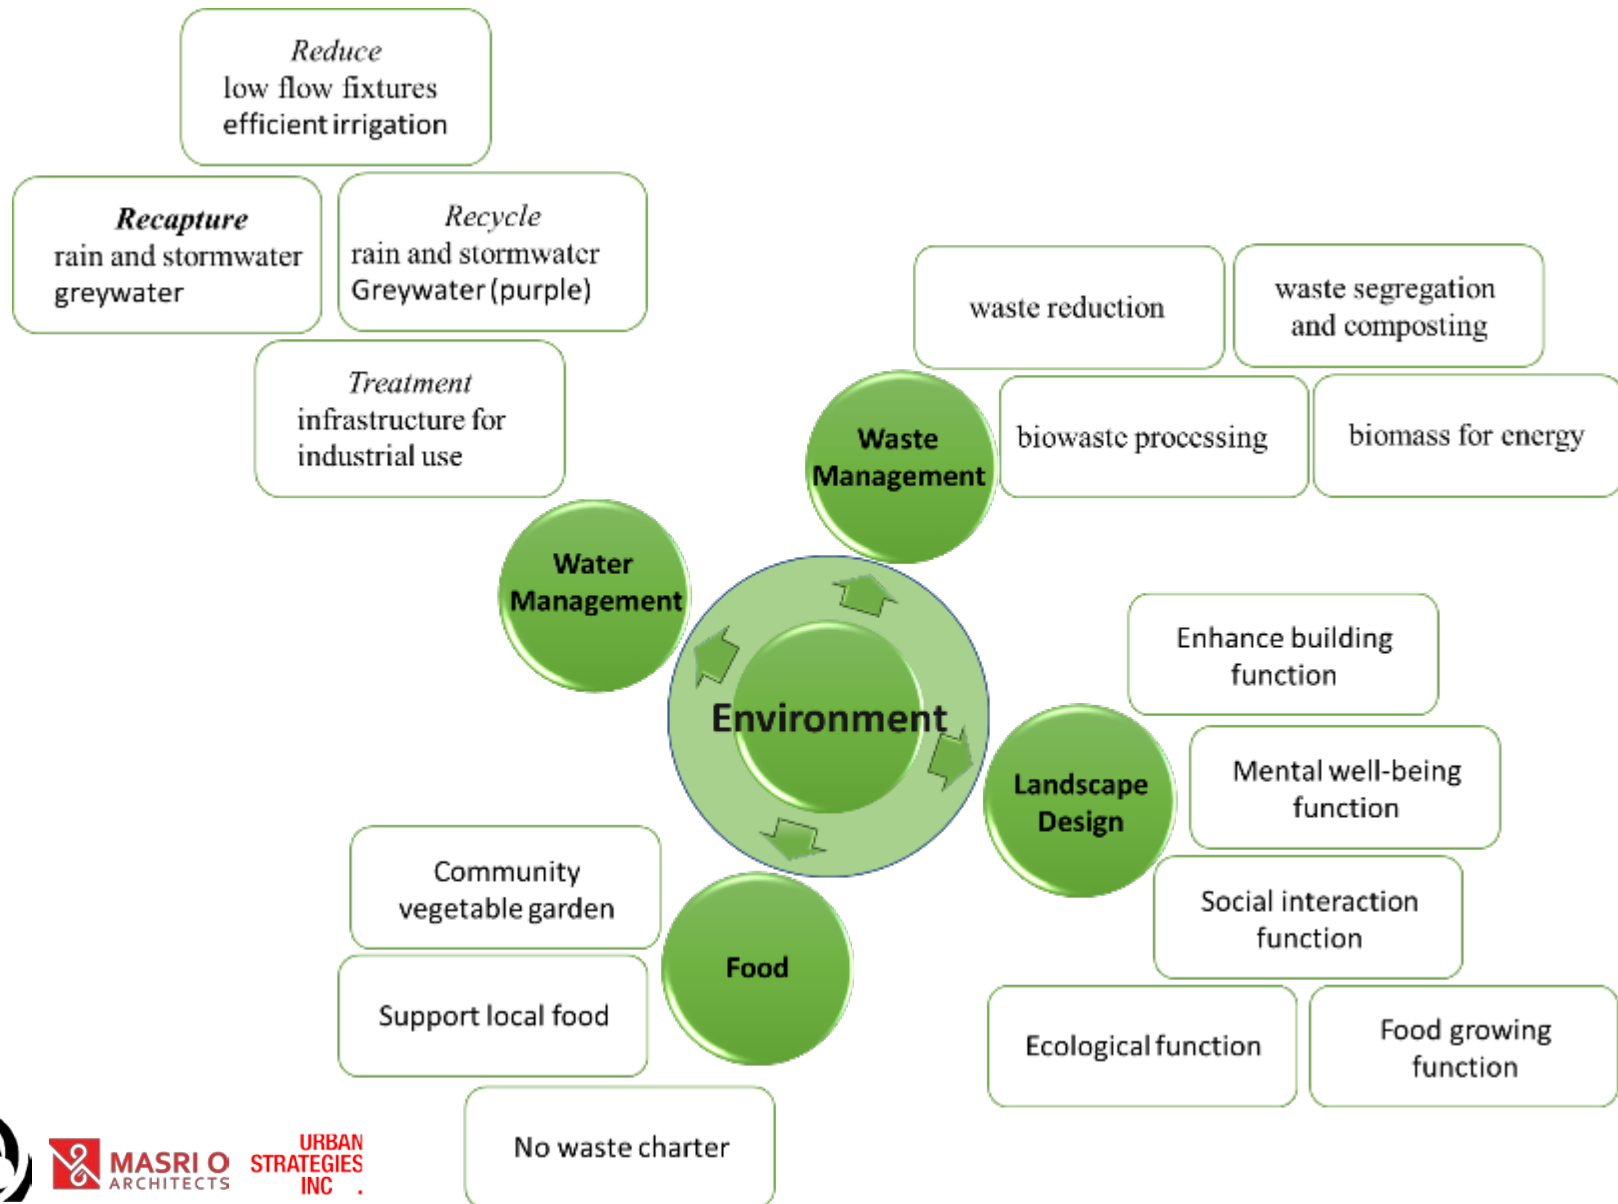 Reduce
low flow fixtures
efficient irrigation
Recapture
rain and stormwater
greywater
Recycle
rain and stormwater
Greywater (purple)
Treatment
infrastructure for
industrial use
waste reduction
waste segregation
and composting
biowaste processing
biomass for energy
Waste
Management
Water
Management
Environment
Enhance building
function
Mental well-being
function
Landscape
Design
Social interaction
function
Ecological function
Food growing
function
Community
vegetable garden
Support local food
Food
No waste charter
MASRI O
ARCHITECTS
URBAN
STRATEGIES
INC .